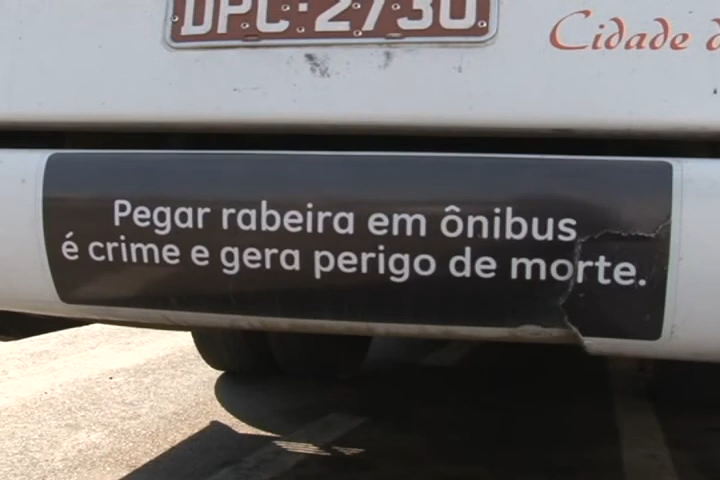 DPC-2730
Cidade d
Pegar rabeira em ônibus
é crime e gera perigo de morte.